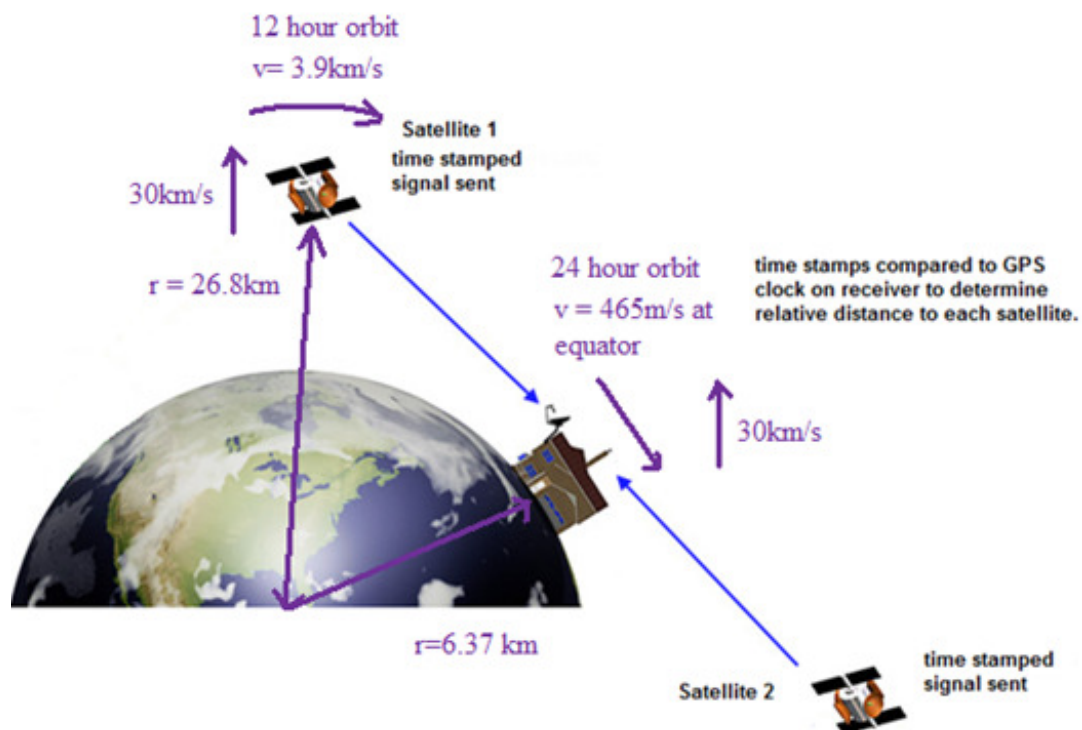 12 hour orbit
v= 3.9km/s
Satellite 1
time stamped
signal sent
30km/s
r = 26.8km
24 hour orbit
v = 465m/s at
equator
time stamps compared to GPS
clock on receiver to determine
relative distance to each satellite.
30km/s
r=6.37 km
Satellite 2
time stamped
signal sent